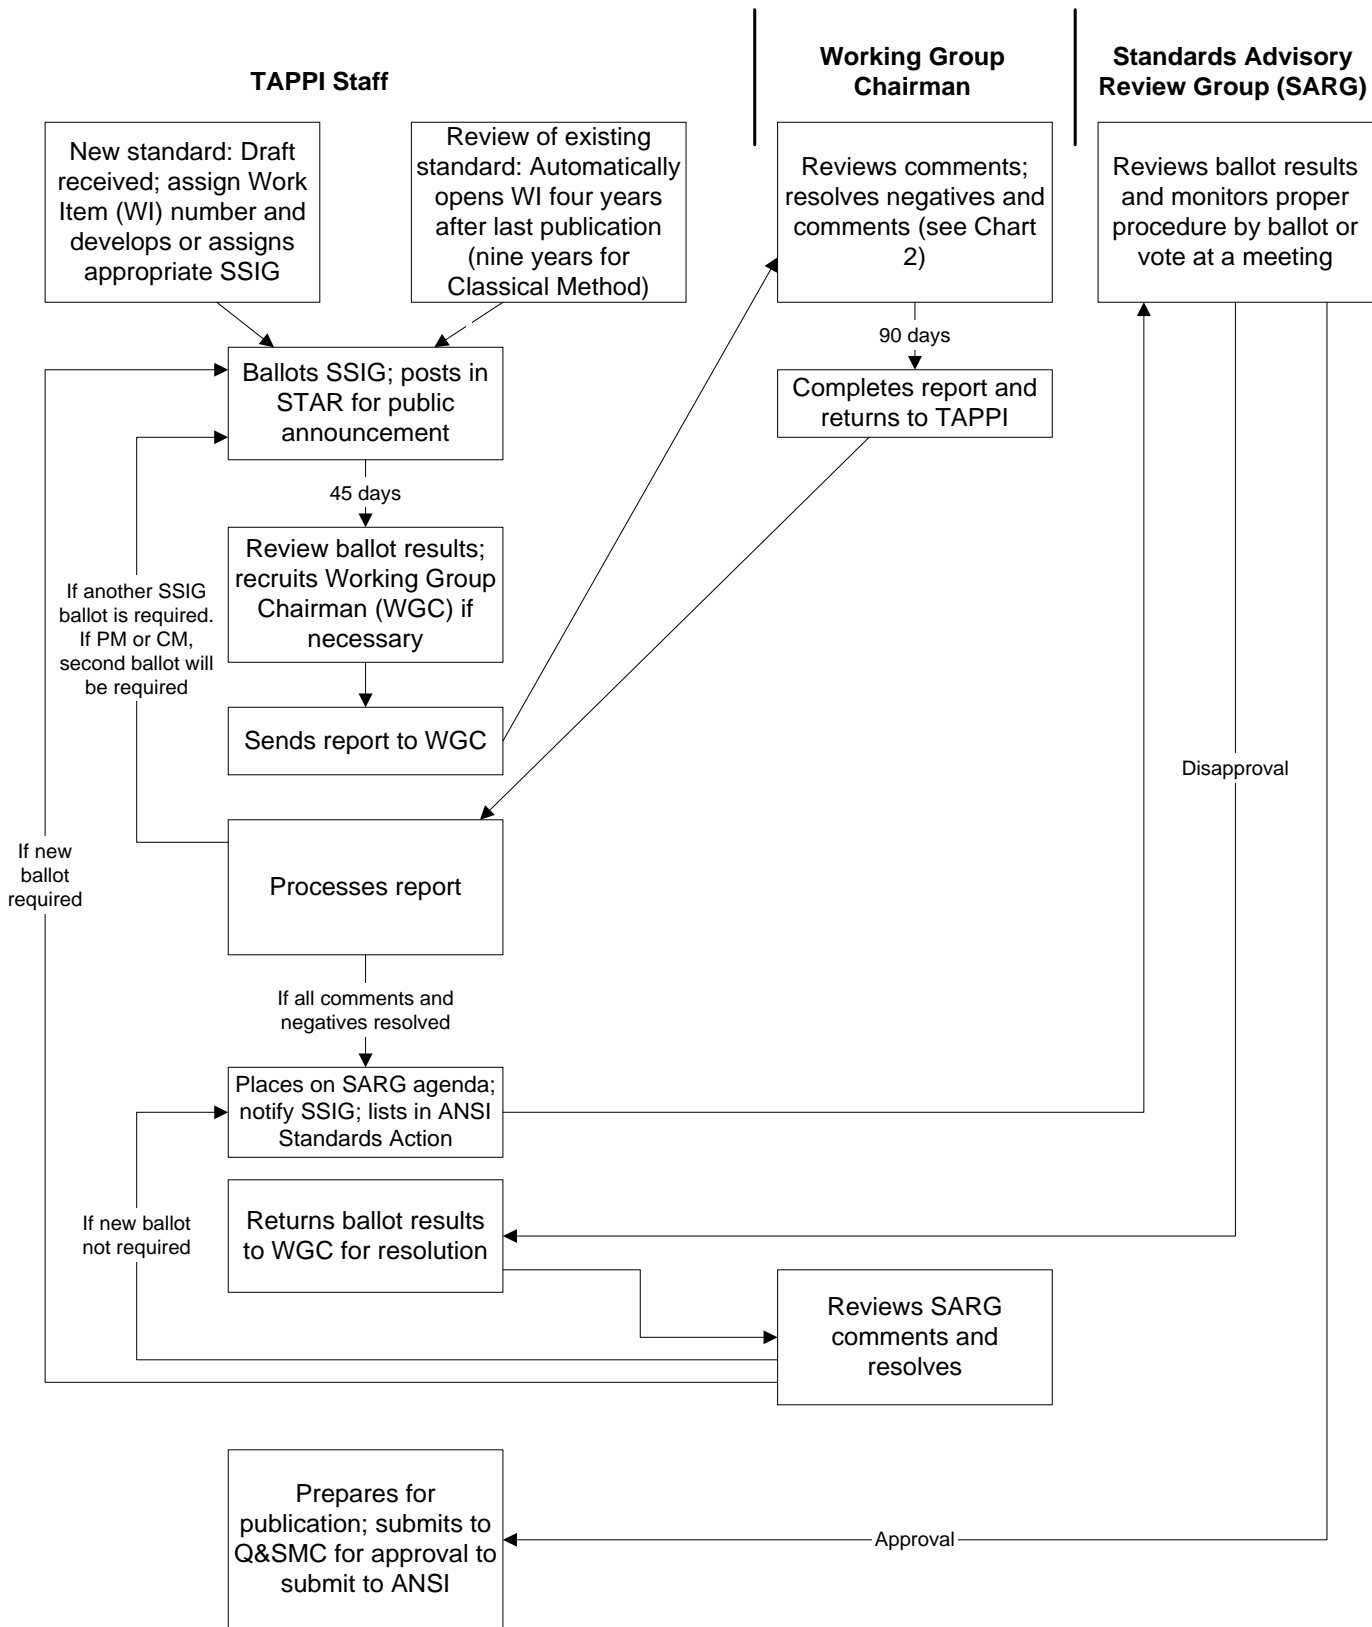 TAPPI Staff
Working Group
Chairman
Standards Advisory
Review Group (SARG)
New standard: Draft
received; assign Work
Item (WI) number and
develops or assigns
appropriate SSIG
Review of existing
standard: Automatically
opens WI four years
after last publication
(nine years for
Classical Method)
Reviews comments;
resolves negatives and
comments (see Chart
2)
Reviews ballot results
and monitors proper
procedure by ballot or
vote at a meeting
90 days
Ballots SSIG; posts in
STAR for public
announcement
Completes report and
returns to TAPPI
45 days
Review ballot results;
recruits Working Group
Chairman (WGC) if
necessary
If another SSIG
ballot is required.
If PM or CM,
second ballot will
be required
Sends report to WGC
Disapproval
If new
ballot
required
Processes report
If all comments and
negatives resolved
Places on SARG agenda;
notify SSIG; lists in ANSI
Standards Action
If new ballot
not required
Returns ballot results
to WGC for resolution
Reviews SARG
comments and
resolves
Prepares for
publication; submits to
Q&SMC for approval to
submit to ANSI
Approval